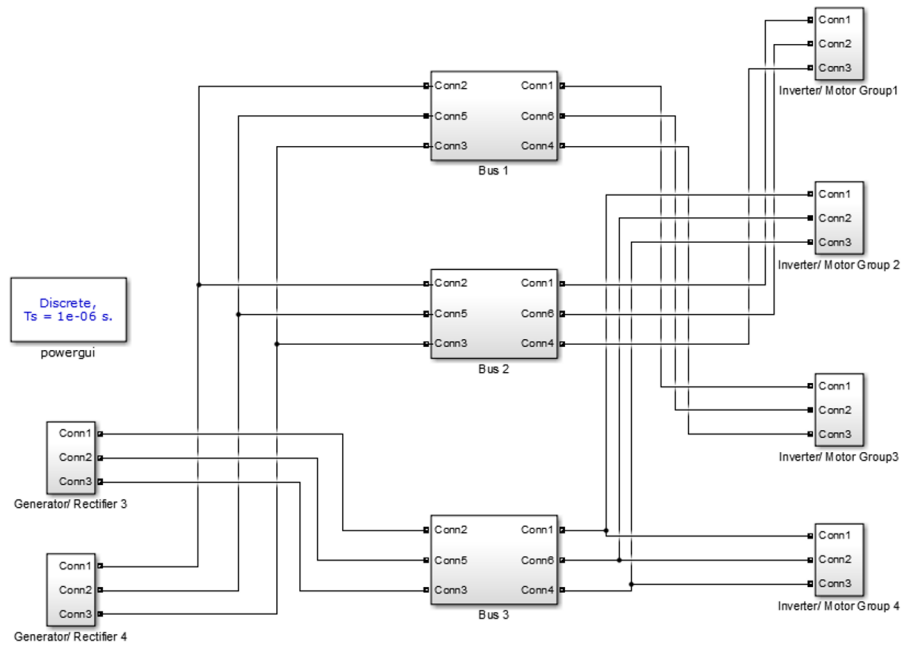 Conn1
Conn2
Conn3
Inverter/ Motor Group1
Conn2 Conn1
Conn5 Conn6
Conn3 Conn4
Bus 1
Conn1
Conn2
Conn3
Inverter/ Motor Group 2
Discrete,
Ts = 1e-06 s.
powergui
Conn2 Conn1
Conn5 Conn6
Conn3 Conn4
Bus 2
Conn1
Conn2
Conn3
Inverter/ Motor Group3
Conn1
Conn2
Conn3
Generator/ Rectifier 3
Conn2 Conn1
Conn5 Conn6
Conn3 Conn4
Bus 3
Conn1
Conn2
Conn3
Inverter/ Motor Group 4
Conn1
Conn2
Conn3
Generator/ Rectifier 4